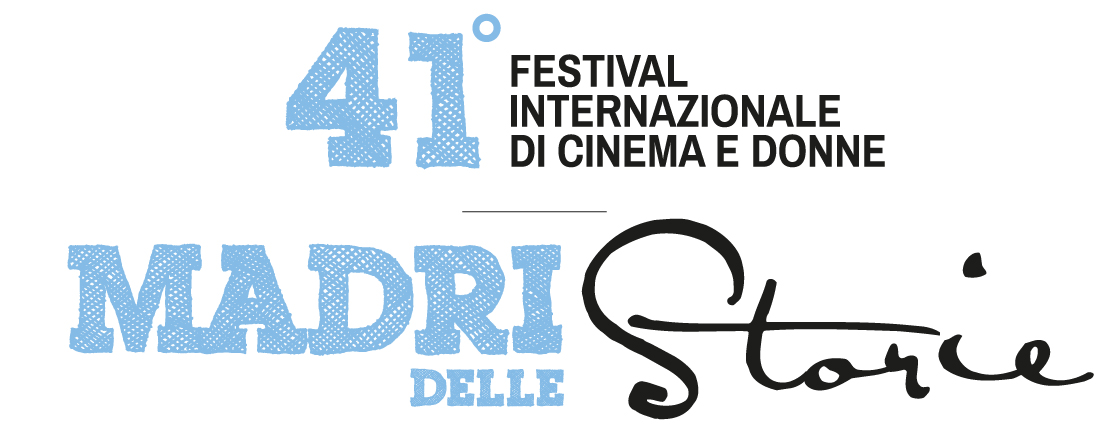 41°
FESTIVAL
INTERNAZIONALE
DI CINEMA E DONNE
MADRI
DELLE
Storie